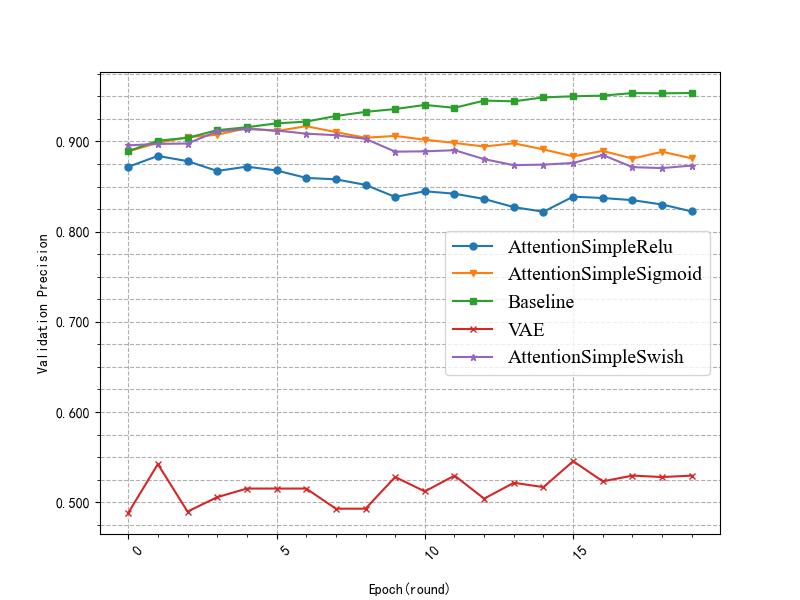 0.900
0.800
0.700
0.600
0.500
Validation Precision
AttentionSimpleRelu
AttentionSimpleSigmoid
Baseline
VAE
AttentionSimpleSwish
0
5
10
15
Epoch(round)